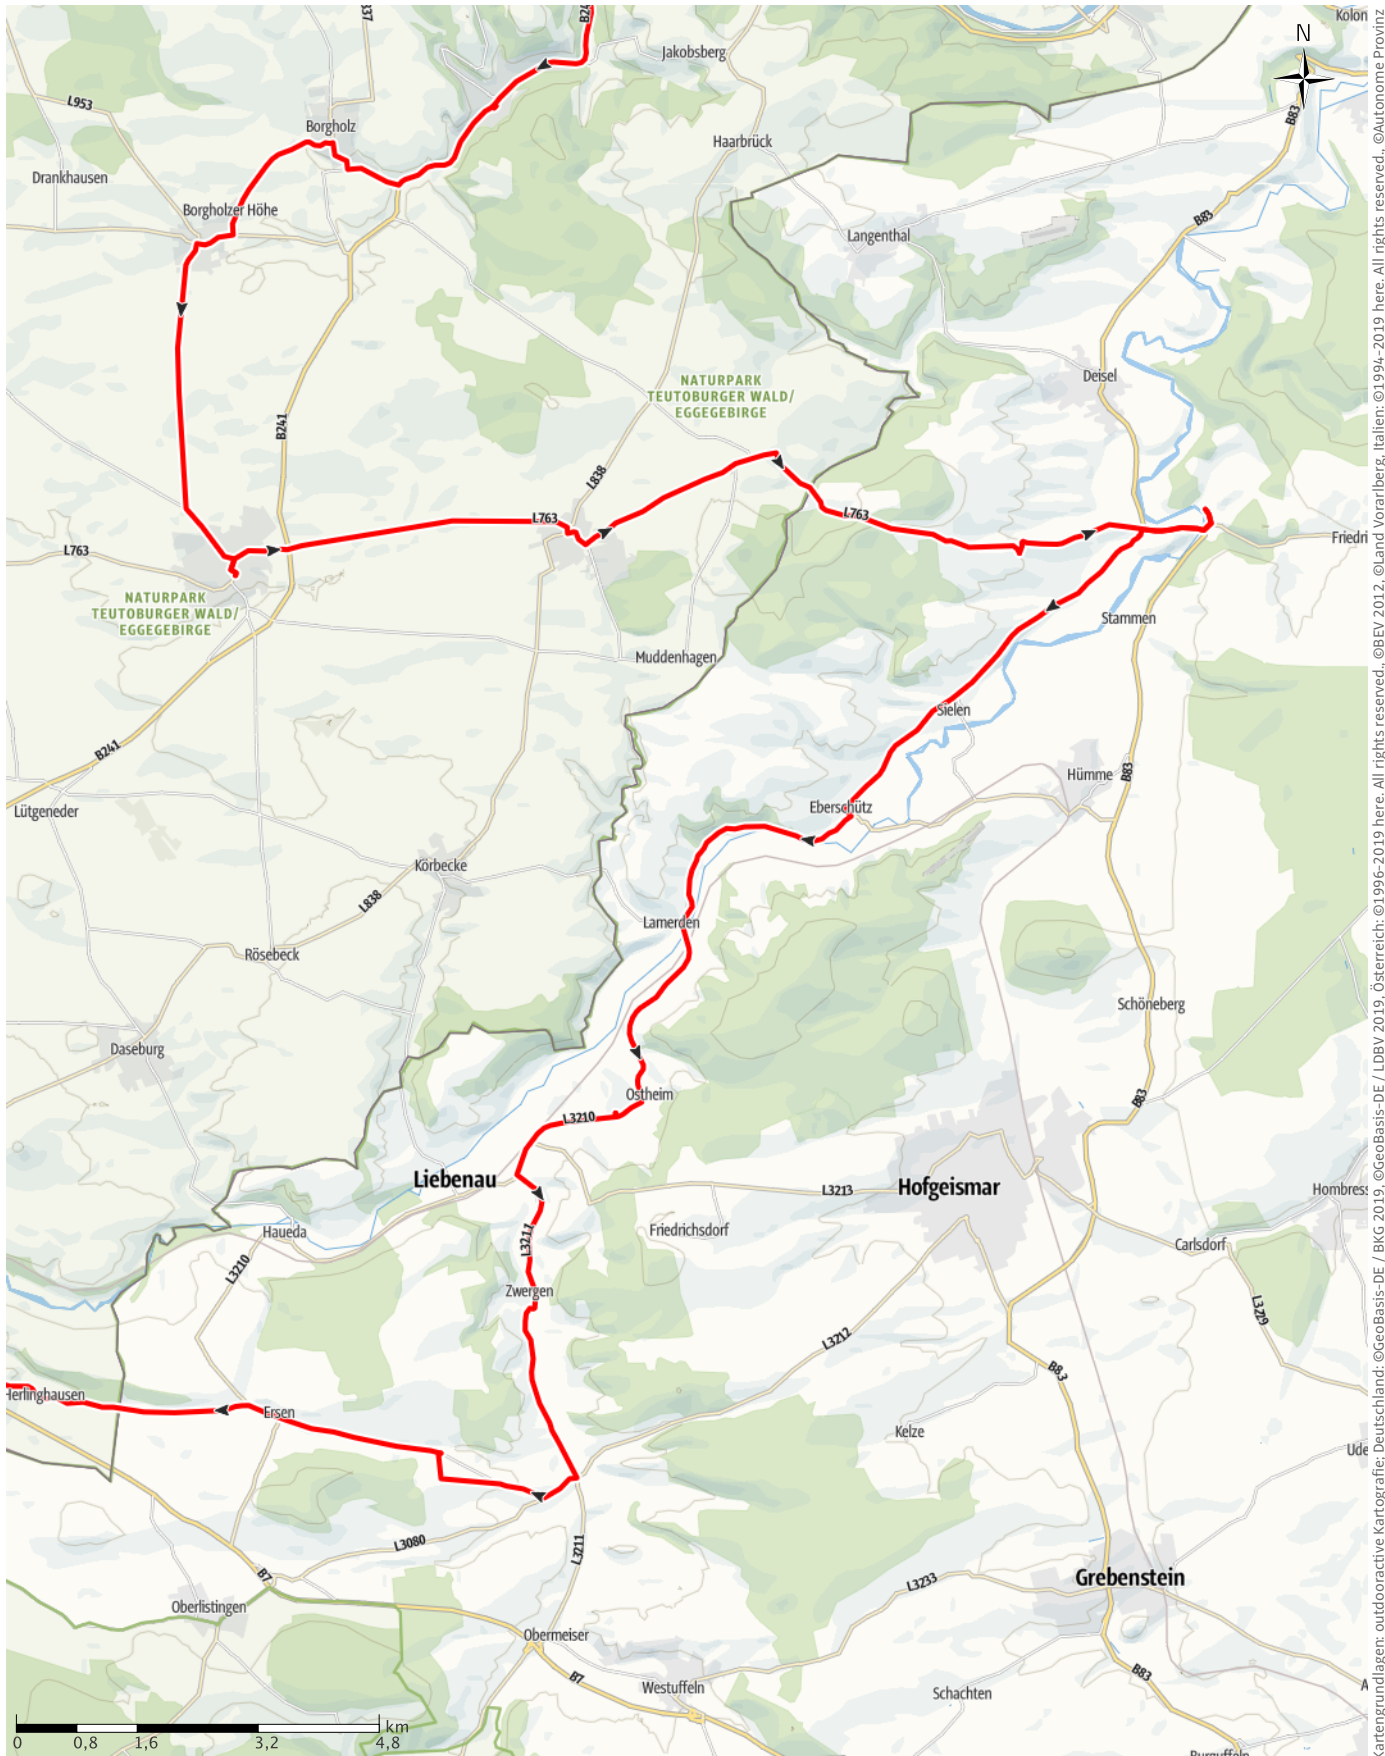 Kolon
N
B83
Jakobsberg
L953
Borgholz
Haarbrück
B83
Drankhausen
Borgholzer Höhe
B83
Langenthal
NATURPARK
TEUTOBURGER WALD/
EGGEGEBIRGE
Deisel
B241
L838
L763
L763
L763
Friedri
NATURPARK
TEUTOBURGER WALD/
EGGEGEBIRGE
Stammen
Muddenhagen
Sielen
B241
Hümme
B83
Lütgeneder
Eberschütz
Körbecke
L838
Lamerden
Rösebeck
Schöneberg
Daseburg
Ostheim
B83
L3210
Liebenau
Hofgeismar
L3213
Hombress
Haueda
L3211
Friedrichsdorf
Carlsdorf
L3210
Zwergen
L3229
L3212
B83
Herlinghausen
Ersen
Kelze
Ude
L3080
L3211
B7
L3233
Grebenstein
Oberlistingen
Obermeiser
B7
Westuffeln
B83
Schachten
A
km
0 0,8 1,6 3,2 4,8
Burguffeln
artengrundlagen: outdooractive Kartografie; Deutschland: ©GeoBasis-DE / BKG 2019, ©GeoBasis-DE / LDBV 2019, Österreich: ©1996-2019 here. All rights reserved., ©BEV 2012, ©Land Vorarlberg, Italien: ©1994-2019 here. All rights reserved., ©Autonome Provinz